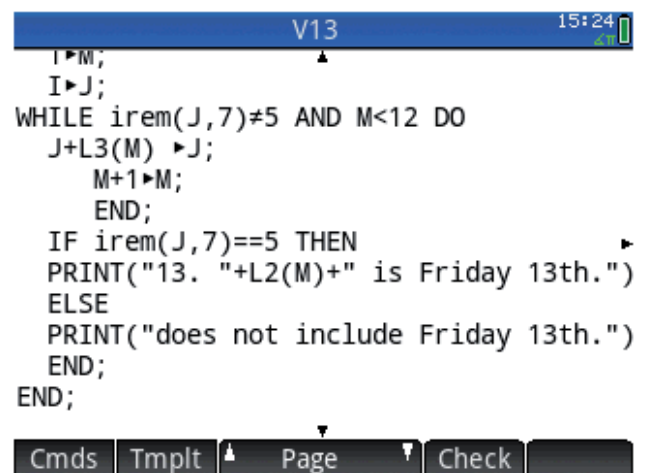 V13 15:24
∡π
1▶M;
I▶J;
WHILE irem(J,7)≠5 AND M<12 DO
J+L3(M) ▶J;
M+1▶M;
END;
IF irem(J,7)==5 THEN
PRINT("13. "+L2(M)+" is Friday 13th.")
ELSE
PRINT("does not include Friday 13th.")
END;
END;
Cmds Tmplt Page Check